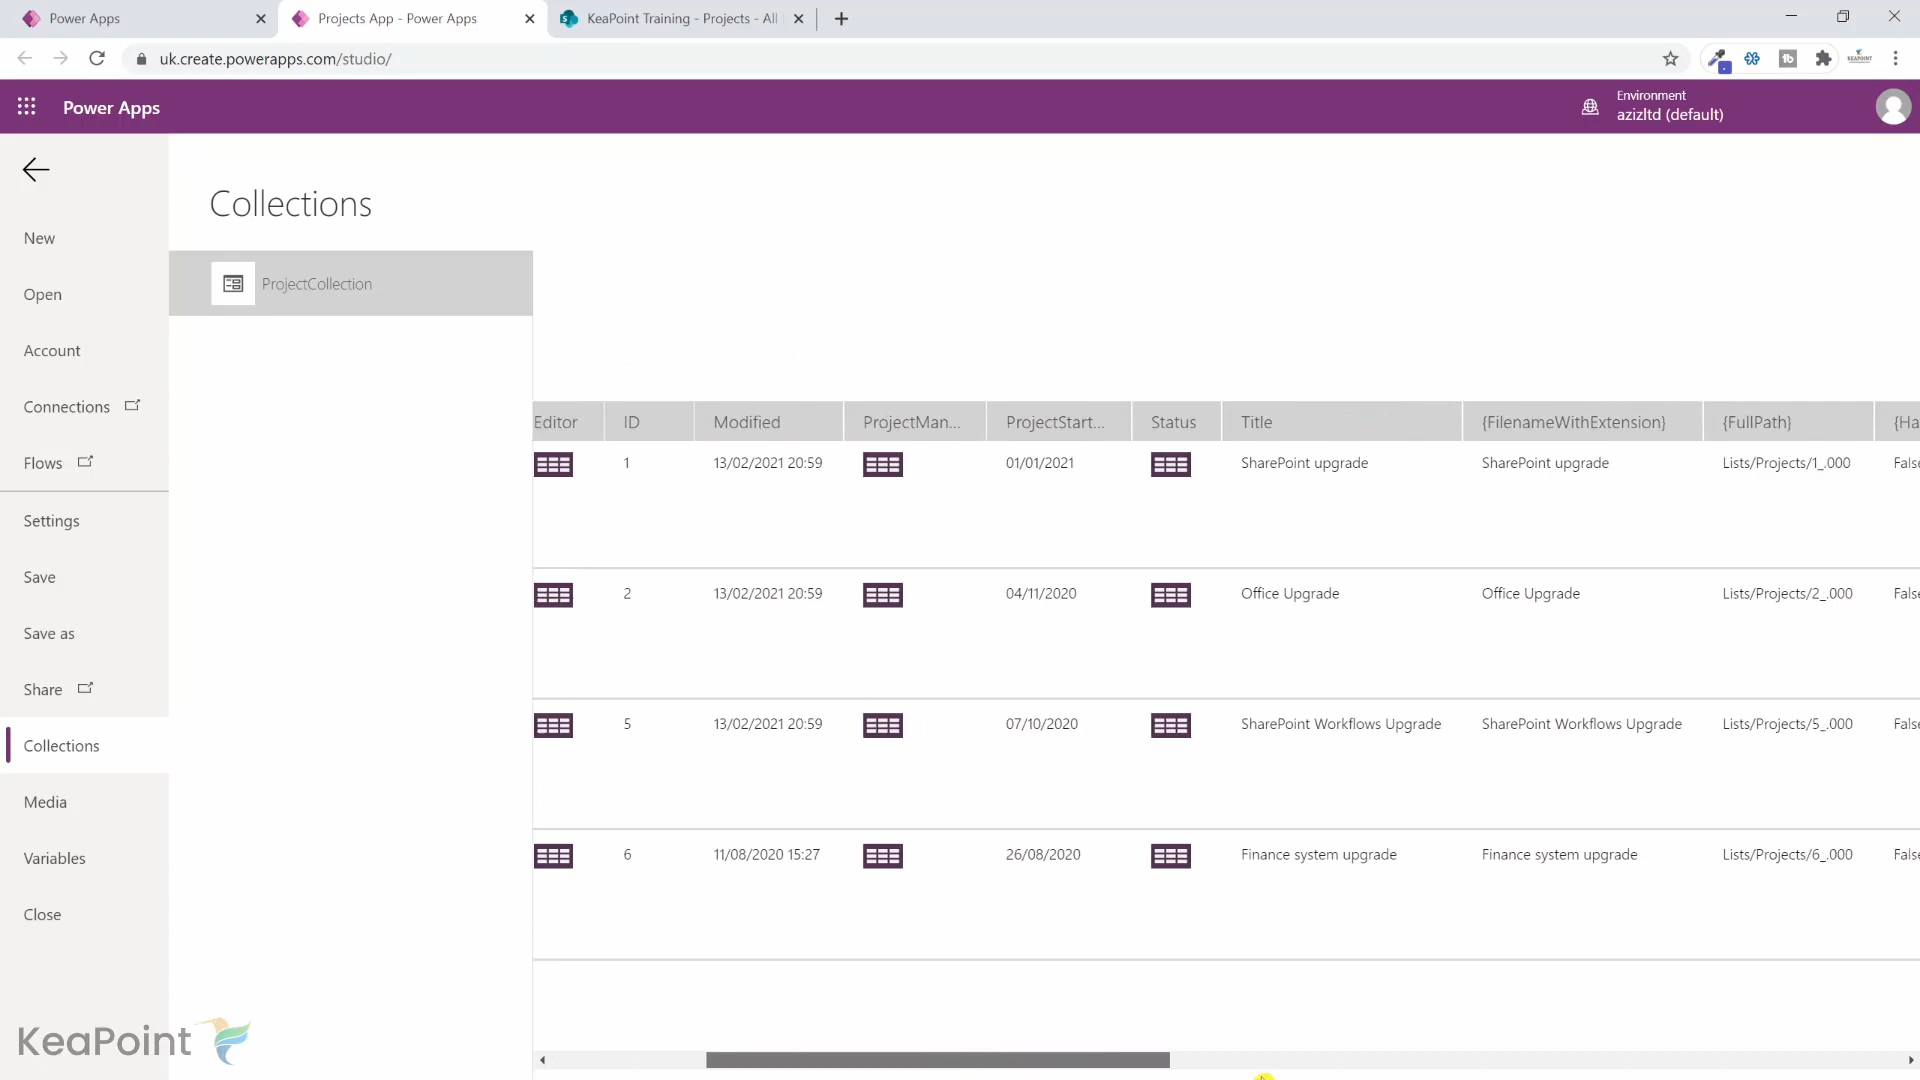 Power Apps
Projects App - Power Apps
KeaPoint Training - Projects - All
uk.create.powerapps.com/studio/
Power Apps
Environment
azizltd (default)
New
Open
Account
Connections
Flows
Settings
Save
Save as
Share
Collections
Media
Variables
Close
Collections
ProjectCollection
Editor ID Modified ProjectMan... ProjectStart... Status Title {FilenameWithExtension} {FullPath} {Ha
1 13/02/2021 20:59 01/01/2021 SharePoint upgrade SharePoint upgrade Lists/Projects/1_.000 False
2 13/02/2021 20:59 04/11/2020 Office Upgrade Office Upgrade Lists/Projects/2_.000 False
5 13/02/2021 20:59 07/10/2020 SharePoint Workflows Upgrade SharePoint Workflows Upgrade Lists/Projects/5_.000 False
6 11/08/2020 15:27 26/08/2020 Finance system upgrade Finance system upgrade Lists/Projects/6_.000 False
KeaPoint